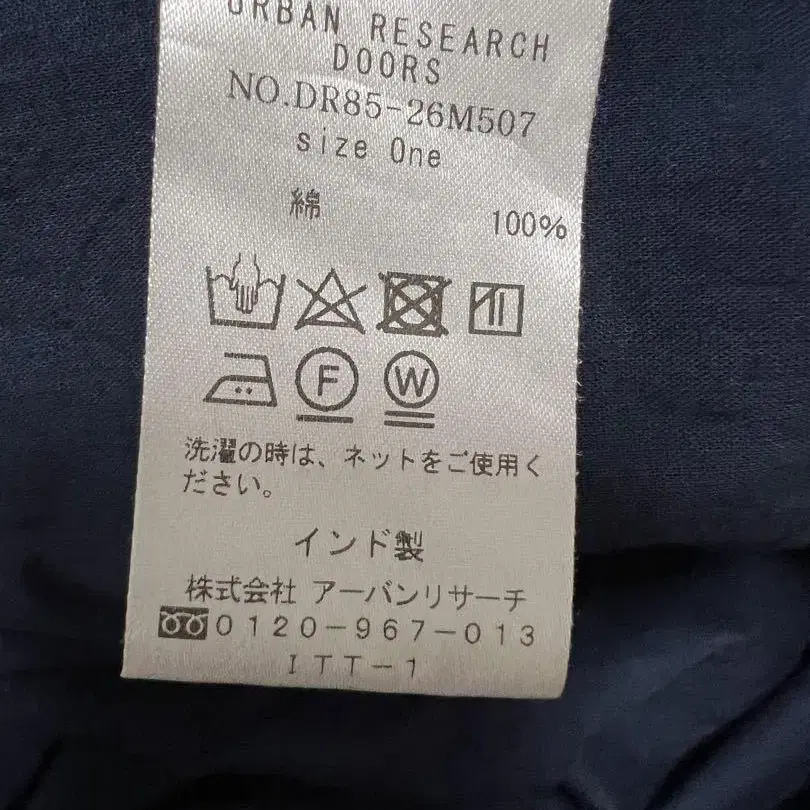 URBAN RESEARCH
DOORS
NO.DR85-26M507
size One
綿 100%
F W
洗濯の時は、ネットをご使用く
ださい。
インド製
株式会社 アーバンリサーチ
0120-967-013
ITT-1